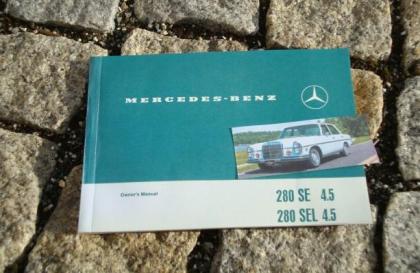 MERCEDES-BENZ
Owner's Manual
280 SE 4.5
280 SEL 4.5